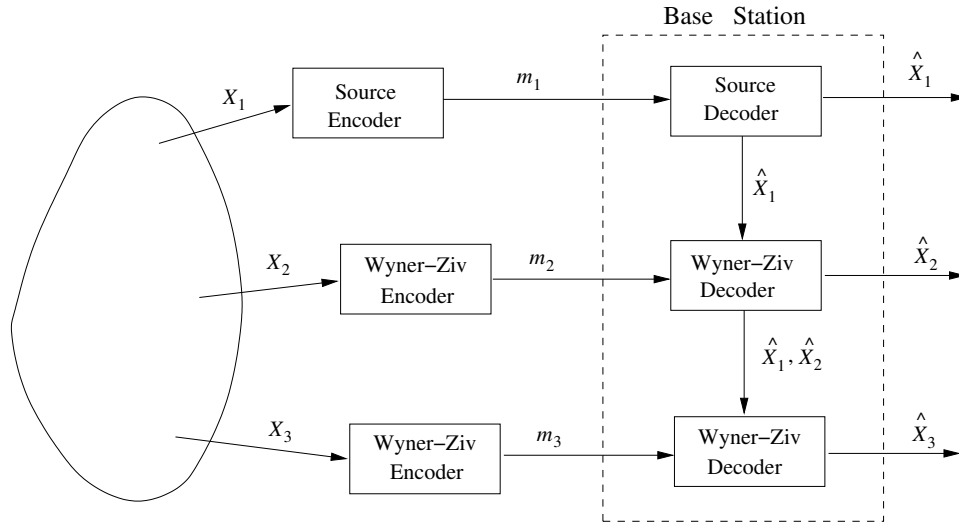 Base Station
X̂₁
X₁
Source
Encoder
m₁
Source
Decoder
X̂₁
X₂
Wyner–Ziv
Encoder
m₂
Wyner–Ziv
Decoder
X̂₂
X̂₁, X̂₂
X₃
Wyner–Ziv
Encoder
m₃
Wyner–Ziv
Decoder
X̂₃